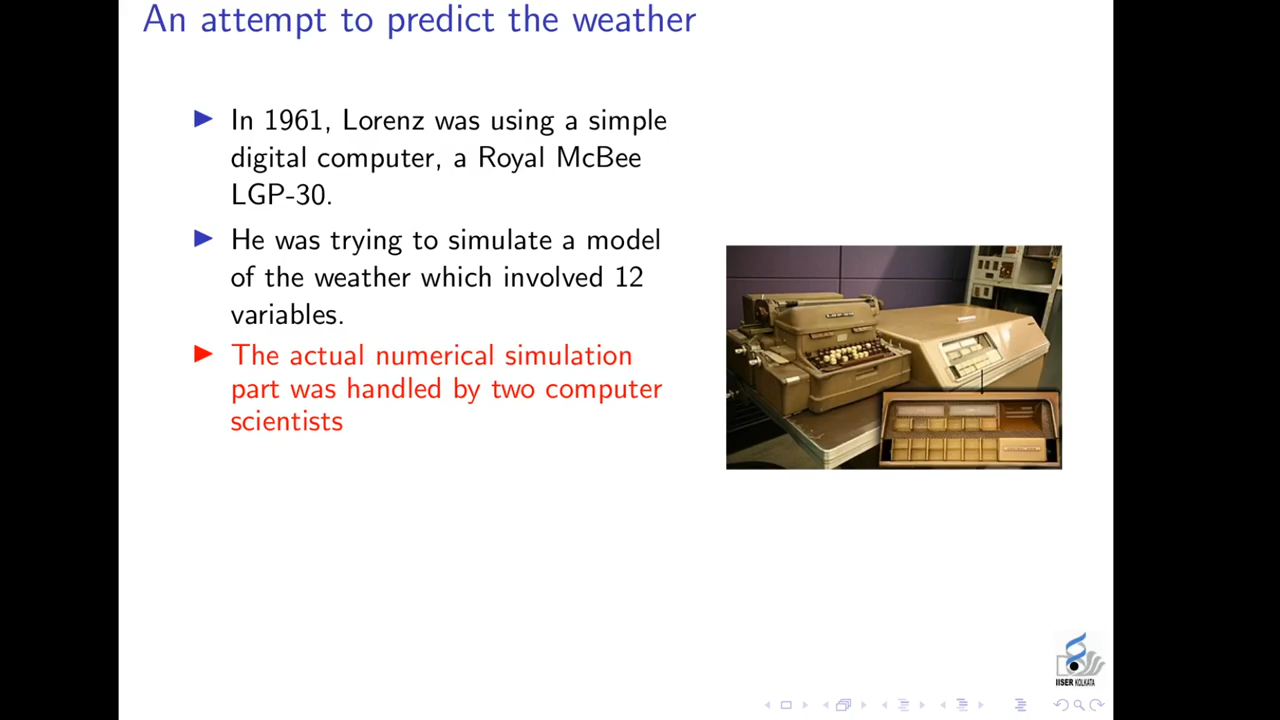 An attempt to predict the weather
In 1961, Lorenz was using a simple
digital computer, a Royal McBee
LGP-30.
He was trying to simulate a model
of the weather which involved 12
variables.
The actual numerical simulation
part was handled by two computer
scientists
IISER KOLKATA